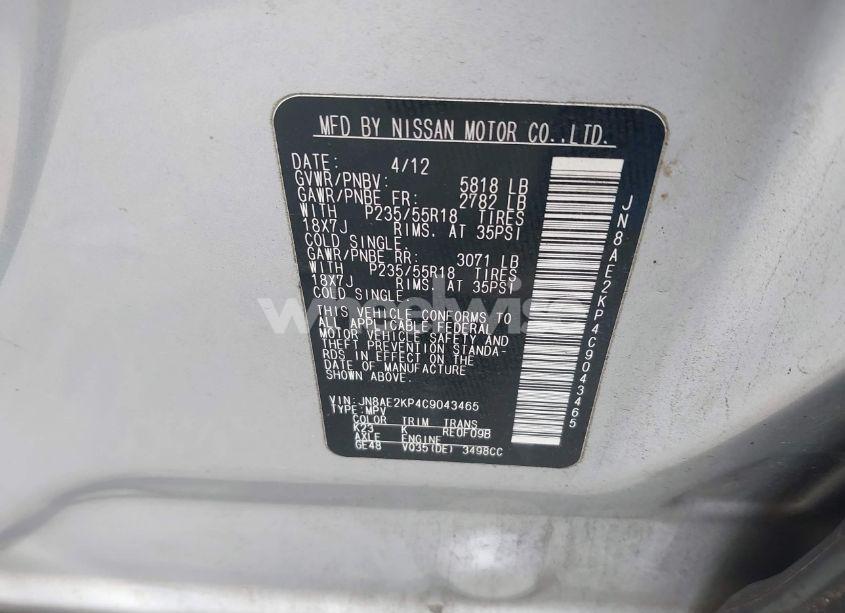 MFD BY NISSAN MOTOR CO.,LTD.
DATE: 4/12
GVWR/PNBV: 5818 LB
GAWR/PNBE FR: 2782 LB
WITH P235/55R18 TIRES
18X7J RIMS. AT 35PSI
COLD SINGLE.
GAWR/PNBE RR: 3071 LB
WITH P235/55R18 TIRES
18X7J RIMS. AT 35PSI
COLD SINGLE.
THIS VEHICLE CONFORMS TO
ALL APPLICABLE FEDERAL
MOTOR VEHICLE SAFETY AND
THEFT PREVENTION STANDA-
RDS IN EFFECT ON THE
DATE OF MANUFACTURE
SHOWN ABOVE.
VIN: JN8AE2KP4C9043465
TYPE: MPV
COLOR TRIM TRANS
K23 K RE0F09B
AXLE ENGINE
GE48 VQ35(DE) 3498CC
JN8AE2KP4C9043465
wheelwise